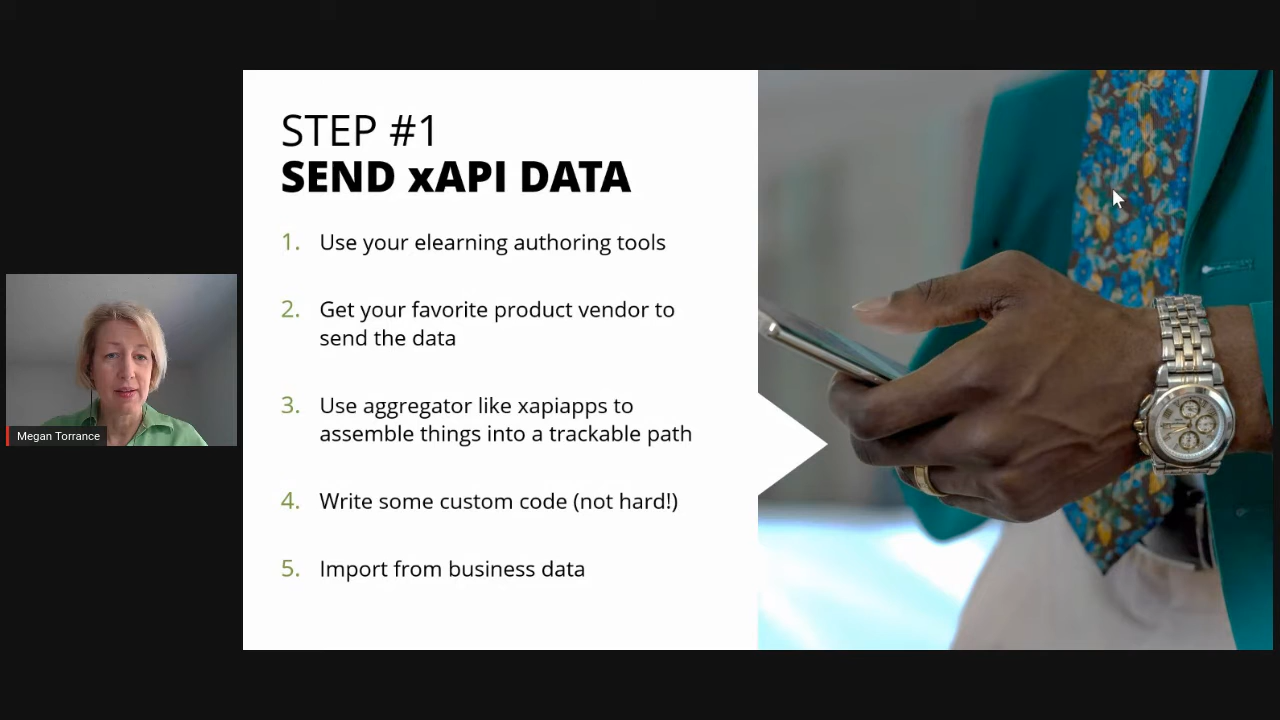 STEP #1
SEND xAPI DATA
1. Use your elearning authoring tools
2. Get your favorite product vendor to
send the data
3. Use aggregator like xapiapps to
assemble things into a trackable path
4. Write some custom code (not hard!)
5. Import from business data
Megan Torrance